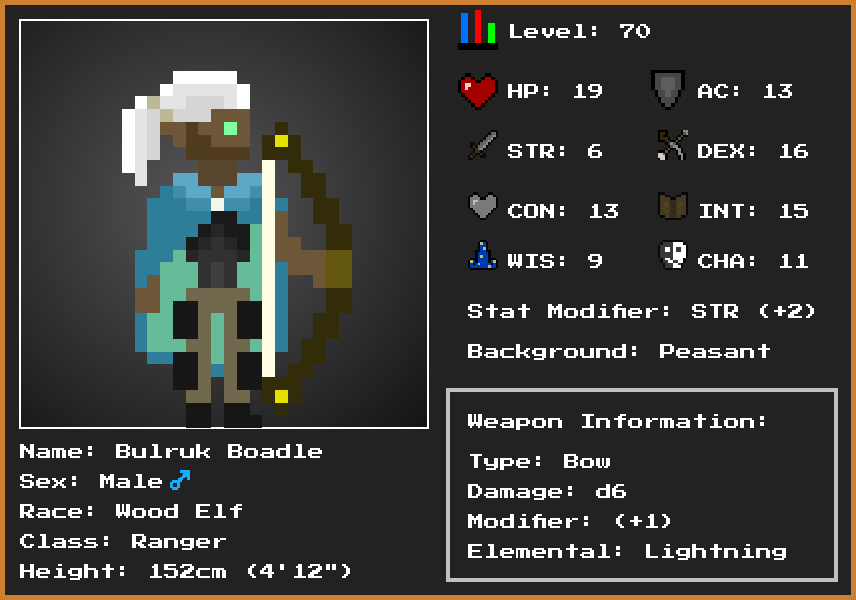 Level: 70
HP: 19
AC: 13
STR: 6
DEX: 16
CON: 13
INT: 15
WIS: 9
CHA: 11
Stat Modifier: STR (+2)
Background: Peasant
Weapon Information:
Type: Bow
Damage: d6
Modifier: (+1)
Elemental: Lightning
Name: Bulruk Boadle
Sex: Male ♂
Race: Wood Elf
Class: Ranger
Height: 152cm (4'12")